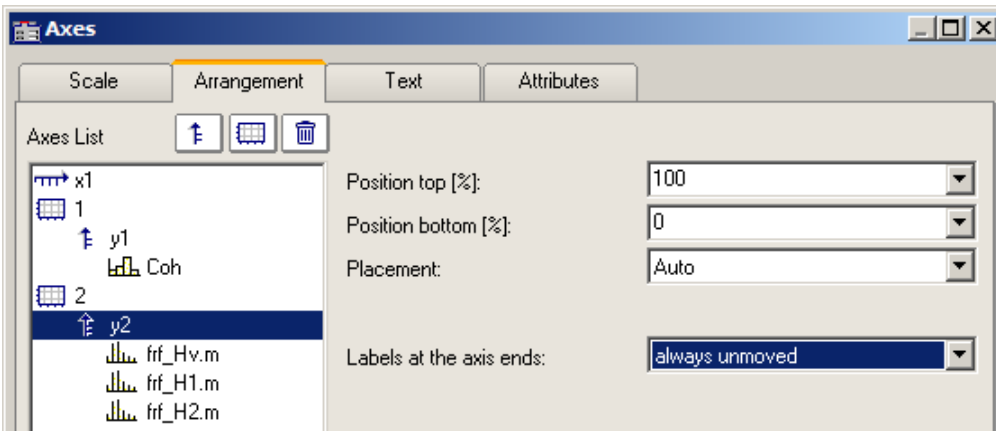 Axes
Scale Arrangement Text Attributes
Axes List
x1
1
y1
Coh
2
y2
frf_Hv.m
frf_H1.m
frf_H2.m
Position top [%]: 100
Position bottom [%]: 0
Placement: Auto
Labels at the axis ends: always unmoved